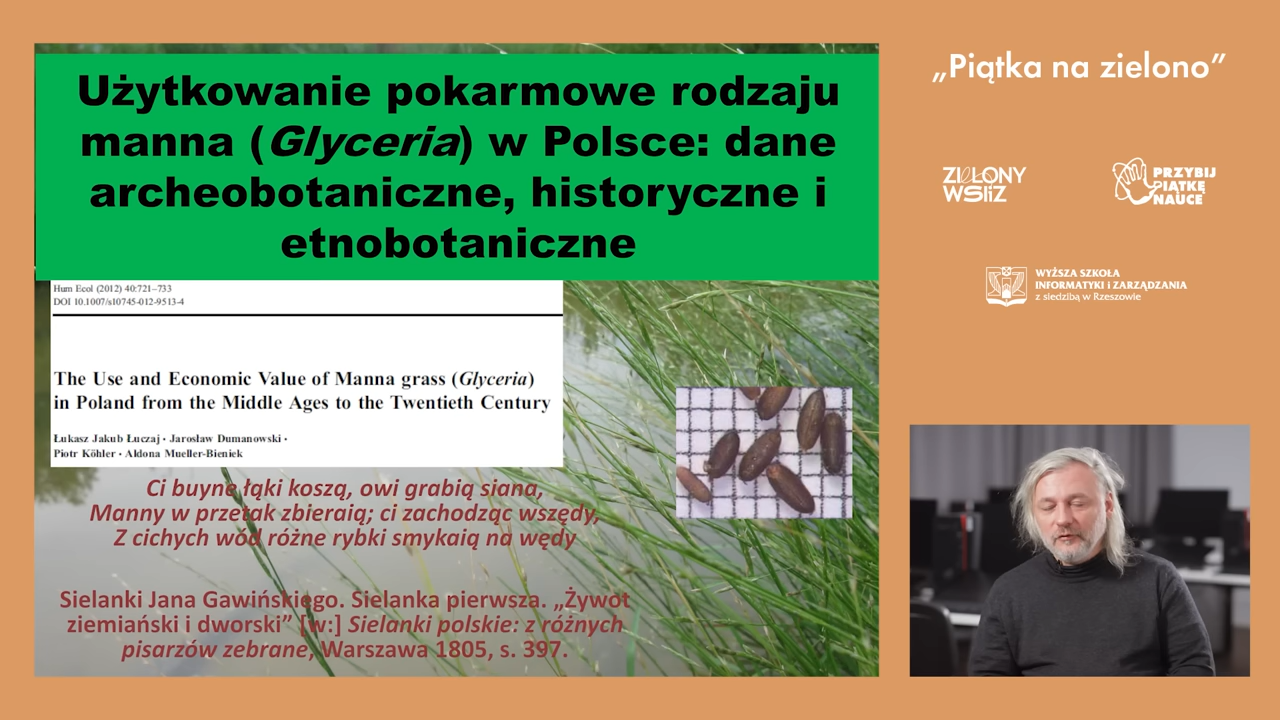 Użytkowanie pokarmowe rodzaju
manna (Glyceria) w Polsce: dane
archeobotaniczne, historyczne i
etnobotaniczne
Hum Ecol (2012) 40:721–733
DOI 10.1007/s10745-012-9513-4
The Use and Economic Value of Manna grass (Glyceria)
in Poland from the Middle Ages to the Twentieth Century
Łukasz Jakub Łuczaj · Jarosław Dumanowski ·
Piotr Köhler · Aldona Mueller-Bieniek
Ci buyne łąki koszą, owi grabią siana,
Manny w przetak zbieraią; ci zachodząc wszędy,
Z cichych wód różne rybki smykaią na wędy
Sielanki Jana Gawińskiego. Sielanka pierwsza. „Żywot
ziemiański i dworski” [w:] Sielanki polskie: z różnych
pisarzów zebrane, Warszawa 1805, s. 397.
„Piątka na zielono”
ZIELONY
WSIiZ
PRZYBIJ
PIĄTKĘ
NAUCE
WYŻSZA SZKOŁA
INFORMATYKI i ZARZĄDZANIA
z siedzibą w Rzeszowie